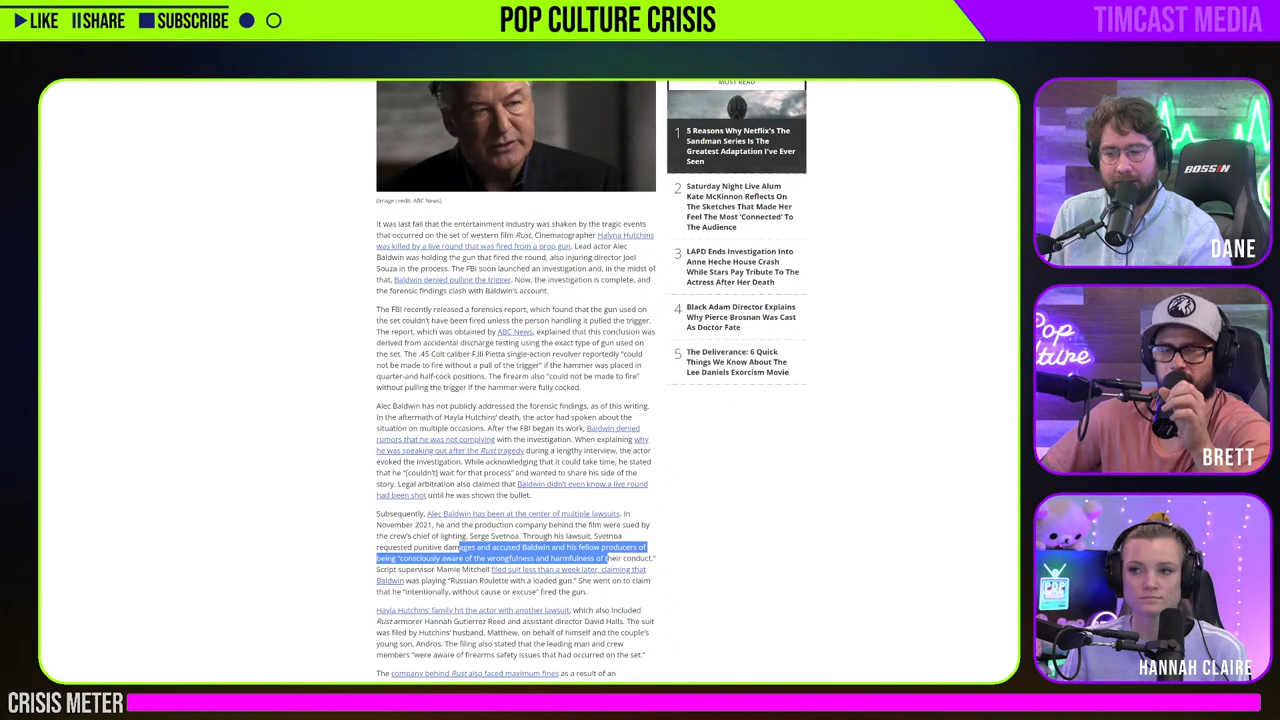 LIKE SHARE SUBSCRIBE
POP CULTURE CRISIS
TIMCAST MEDIA
MOST READ
(Image credit: ABC News)
It was last fall that the entertainment industry was shaken by the tragic events
that occurred on the set of western film Rust. Cinematographer Halyna Hutchins
was killed by a live round that was fired from a prop gun. Lead actor Alec
Baldwin was holding the gun that fired the round, also injuring director Joel
Souza in the process. The FBI soon launched an investigation and, in the midst of
that, Baldwin denied pulling the trigger. Now, the investigation is complete, and
the forensic findings clash with Baldwin's account.
The FBI recently released a forensics report, which found that the gun used on
the set couldn't have been fired unless the person handling it pulled the trigger.
The report, which was obtained by ABC News, explained that this conclusion was
derived from accidental discharge testing using the exact type of gun used on
the set. The .45 Colt caliber F.lli Pietta single-action revolver reportedly "could
not be made to fire without a pull of the trigger" if the hammer was placed in
quarter-and half-cock positions. The firearm also "could not be made to fire"
without pulling the trigger if the hammer were fully cocked.
Alec Baldwin has not publicly addressed the forensic findings, as of this writing.
In the aftermath of Hayla Hutchins' death, the actor had spoken about the
situation on multiple occasions. After the FBI began its work, Baldwin denied
rumors that he was not complying with the investigation. When explaining why
he was speaking out after the Rust tragedy during a lengthy interview, the actor
evoked the investigation. While acknowledging that it could take time, he stated
that he "[couldn't] wait for that process" and wanted to share his side of the
story. Legal arbitration also claimed that Baldwin didn't even know a live round
had been shot until he was shown the bullet.
Subsequently, Alec Baldwin has been at the center of multiple lawsuits. In
November 2021, he and the production company behind the film were sued by
the crew's chief of lighting, Serge Svetnoa. Through his lawsuit, Svetnoa
requested punitive damages and accused Baldwin and his fellow producers of
being "consciously aware of the wrongfulness and harmfulness of their conduct."
Script supervisor Mamie Mitchell filed suit less than a week later, claiming that
Baldwin was playing "Russian Roulette with a loaded gun." She went on to claim
that he "intentionally, without cause or excuse" fired the gun.
Hayla Hutchins' family hit the actor with another lawsuit, which also included
Rust armorer Hannah Gutierrez Reed and assistant director David Halls. The suit
was filed by Hutchins' husband, Matthew, on behalf of himself and the couple's
young son, Andros. The filing also stated that the leading man and crew
members "were aware of firearms safety issues that had occurred on the set."
The company behind Rust also faced maximum fines as a result of an
1 5 Reasons Why Netflix's The
Sandman Series Is The
Greatest Adaptation I've Ever
Seen
2 Saturday Night Live Alum
Kate McKinnon Reflects On
The Sketches That Made Her
Feel The Most 'Connected' To
The Audience
3 LAPD Ends Investigation Into
Anne Heche House Crash
While Stars Pay Tribute To The
Actress After Her Death
4 Black Adam Director Explains
Why Pierce Brosnan Was Cast
As Doctor Fate
5 The Deliverance: 6 Quick
Things We Know About The
Lee Daniels Exorcism Movie
BOSSIN
DANE
Pop
Culture
BRETT
POP
HANNAH CLAIRE
CRISIS METER